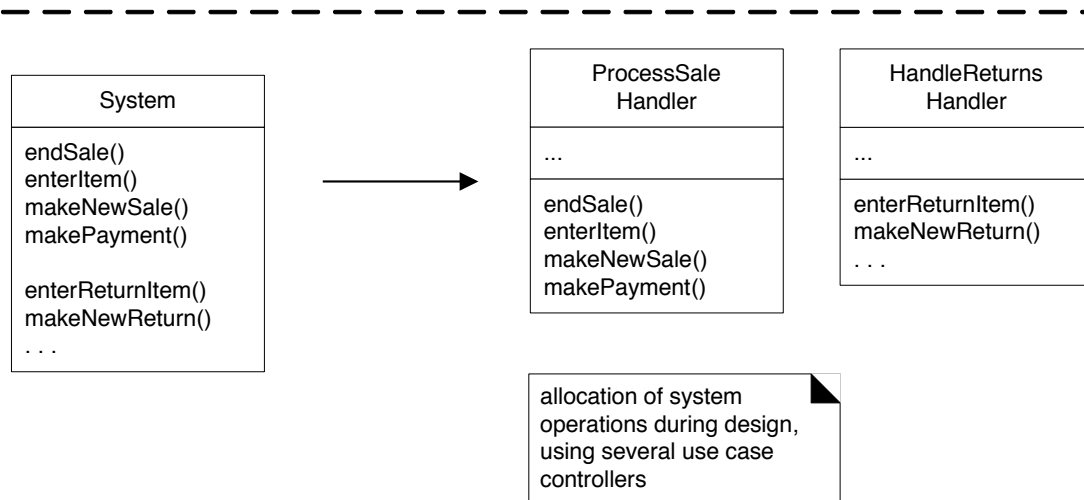 System
endSale()
enterItem()
makeNewSale()
makePayment()
enterReturnItem()
makeNewReturn()
. . .
ProcessSale
Handler
...
endSale()
enterItem()
makeNewSale()
makePayment()
HandleReturns
Handler
...
enterReturnItem()
makeNewReturn()
. . .
allocation of system
operations during design,
using several use case
controllers